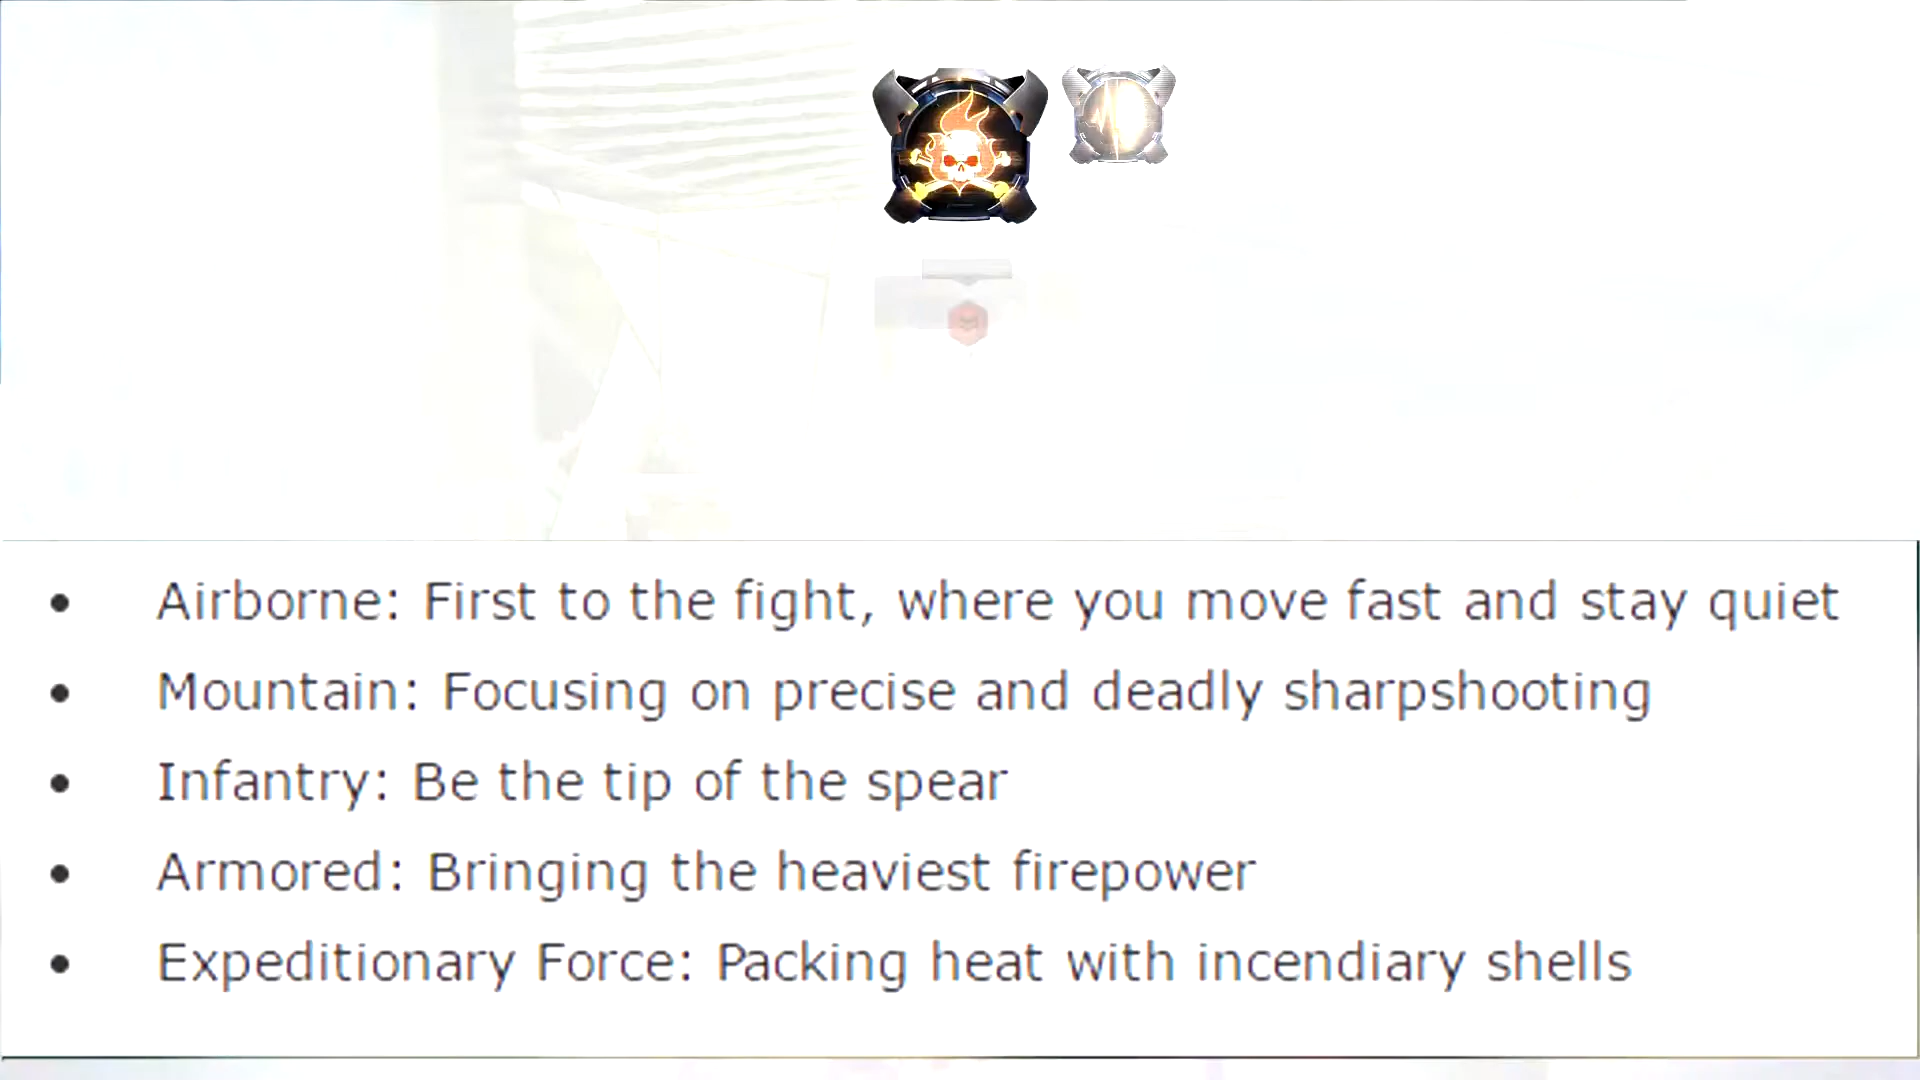 • Airborne: First to the fight, where you move fast and stay quiet
• Mountain: Focusing on precise and deadly sharpshooting
• Infantry: Be the tip of the spear
• Armored: Bringing the heaviest firepower
• Expeditionary Force: Packing heat with incendiary shells